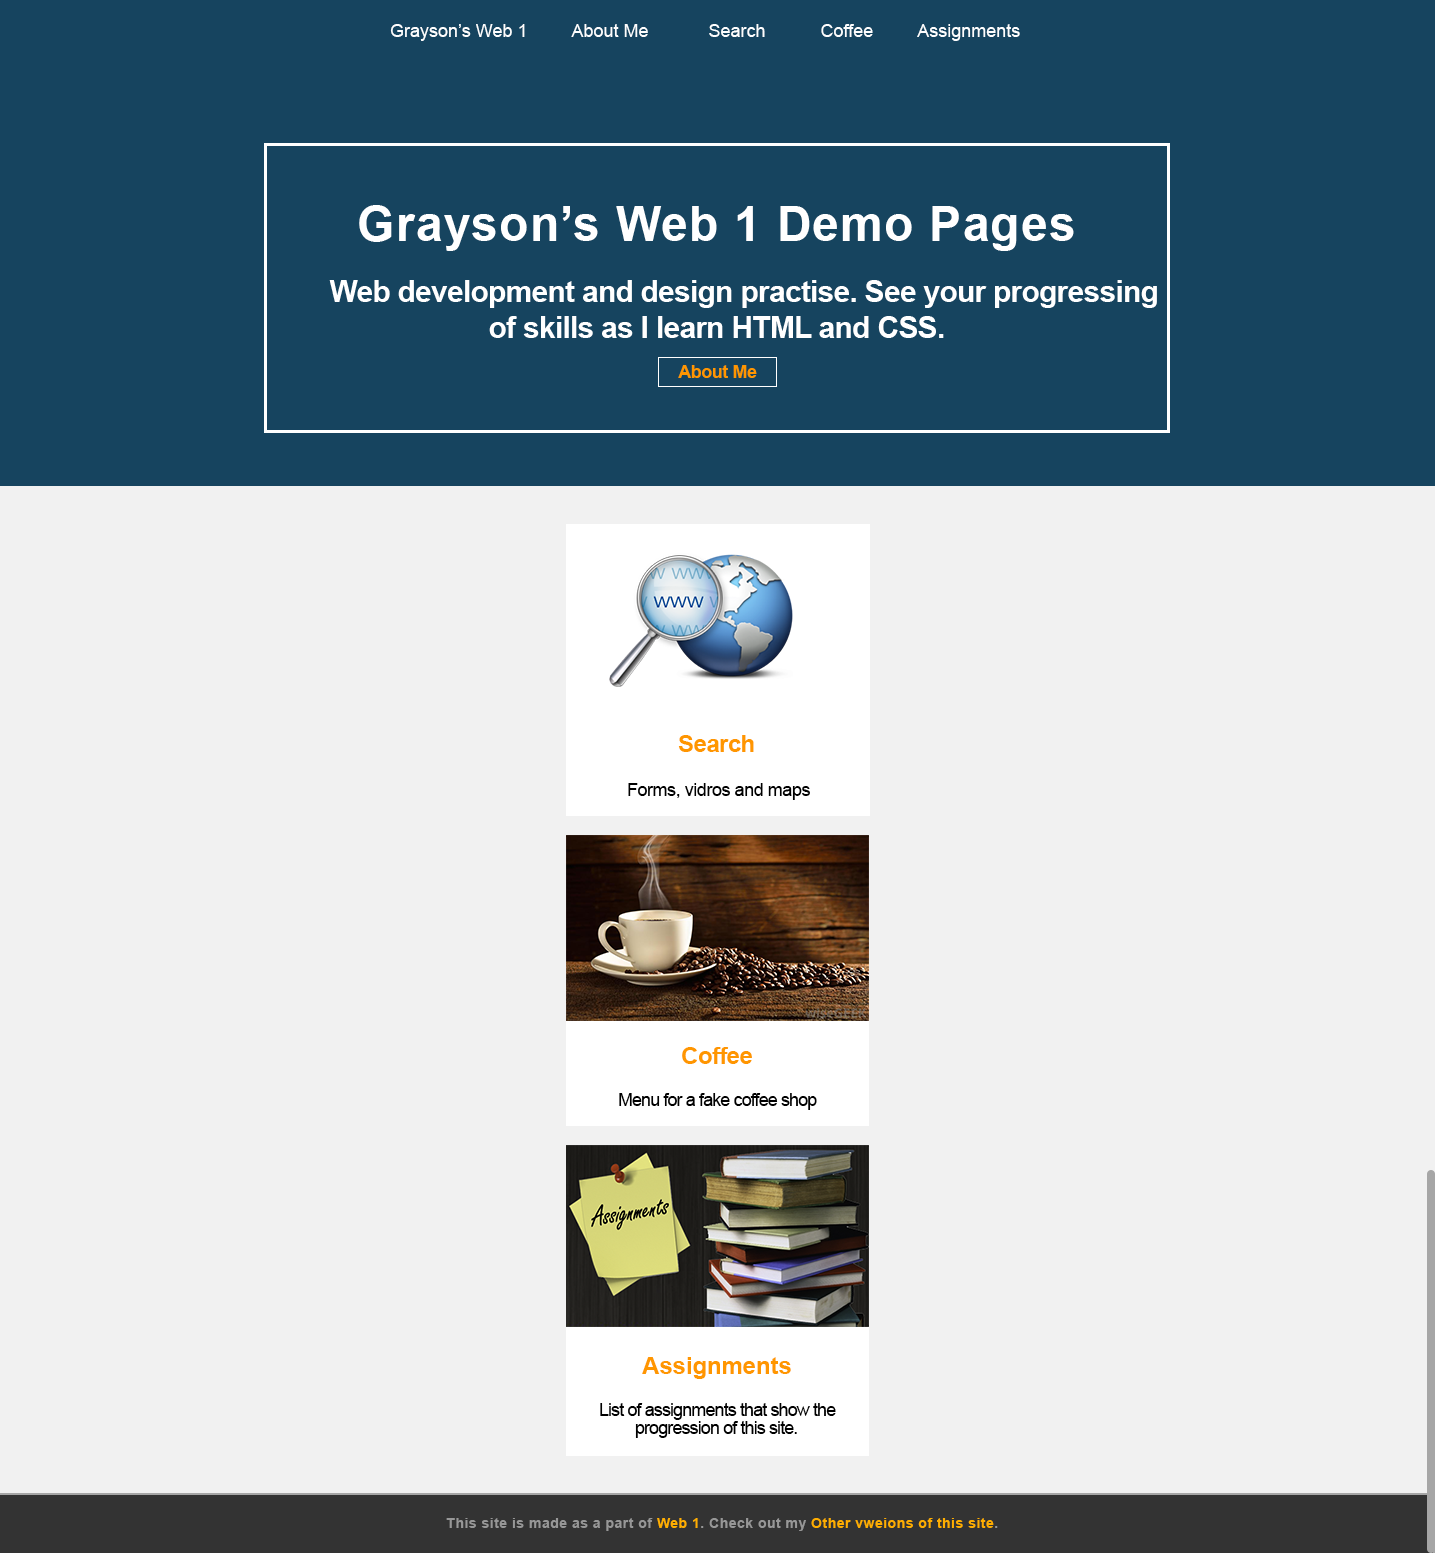 Grayson’s Web 1 About Me Search Coffee Assignments
Grayson’s Web 1 Demo Pages
Web development and design practise. See your progressing
of skills as I learn HTML and CSS.
About Me
W WW
WWW W
WWW
Search
Forms, vidros and maps
Coffee
Menu for a fake coffee shop
Assignments
Assignments
List of assignments that show the
progression of this site.
This site is made as a part of Web 1. Check out my Other vweions of this site.